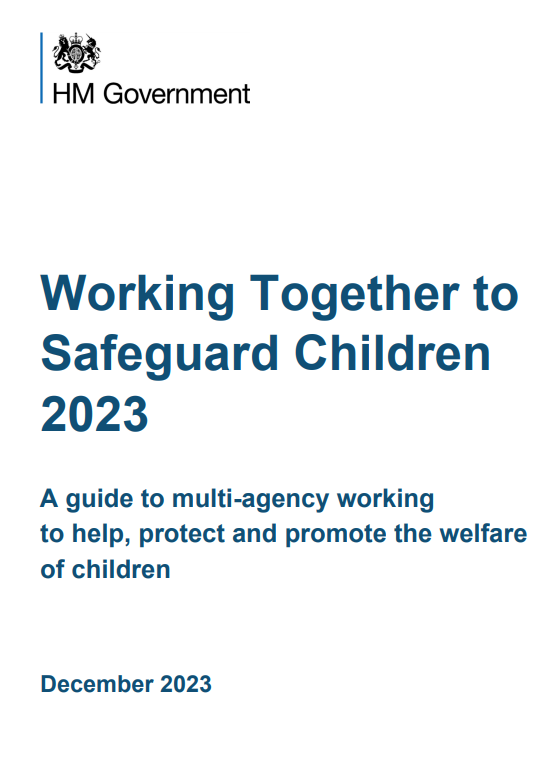 HM Government
Working Together to
Safeguard Children
2023
A guide to multi-agency working
to help, protect and promote the welfare
of children
December 2023